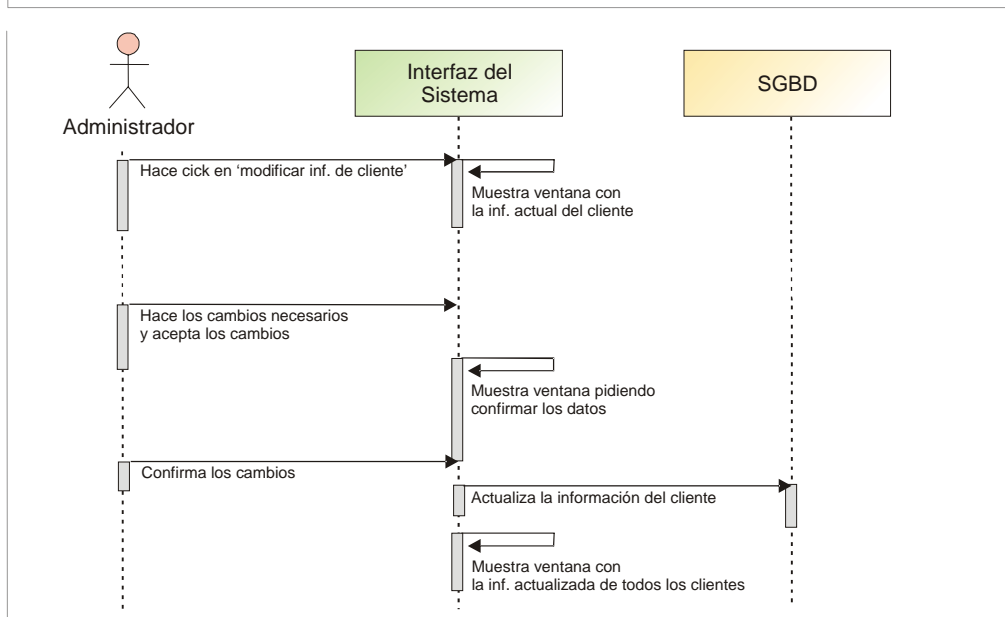 Interfaz del
Sistema
SGBD
Administrador
Hace cick en ‘modificar inf. de cliente’
Muestra ventana con
la inf. actual del cliente
Hace los cambios necesarios
y acepta los cambios
Muestra ventana pidiendo
confirmar los datos
Confirma los cambios
Actualiza la información del cliente
Muestra ventana con
la inf. actualizada de todos los clientes